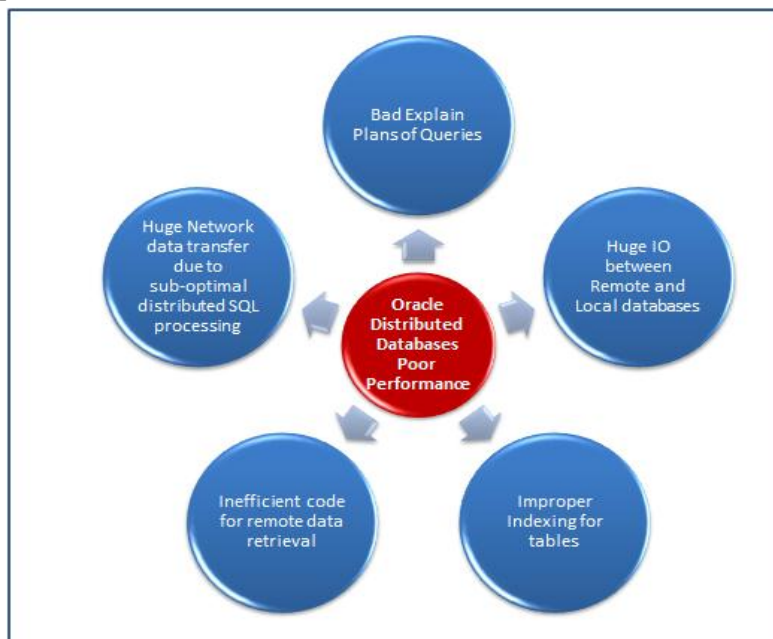 Bad Explain
Plans of Queries
Huge Network
data transfer
due to
sub-optimal
distributed SQL
processing
Huge IO
between
Remote and
Local databases
Oracle
Distributed
Databases
Poor
Performance
Inefficient code
for remote data
retrieval
Improper
Indexing for
tables